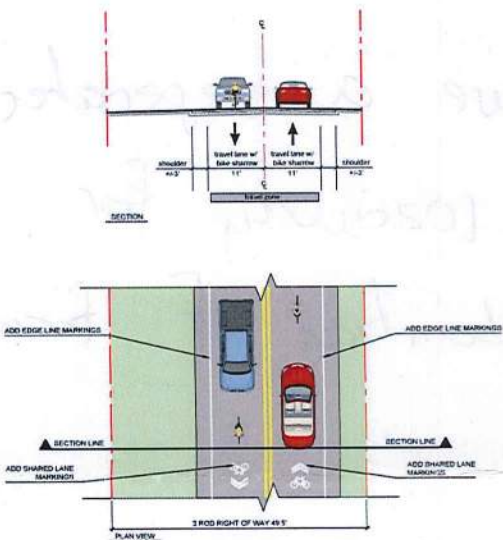 ℄
travel lane w/ travel lane w/
shoulder bike sharrow bike sharrow shoulder
+/-3' 11' 11' +/-3'
℄
travel zone
SECTION
ADD EDGE LINE MARKINGS ADD EDGE LINE MARKINGS
SECTION LINE SECTION LINE
ADD SHARED LANE MARKINGS ADD SHARED LANE MARKINGS
3 ROD RIGHT OF WAY 49.5'
PLAN VIEW